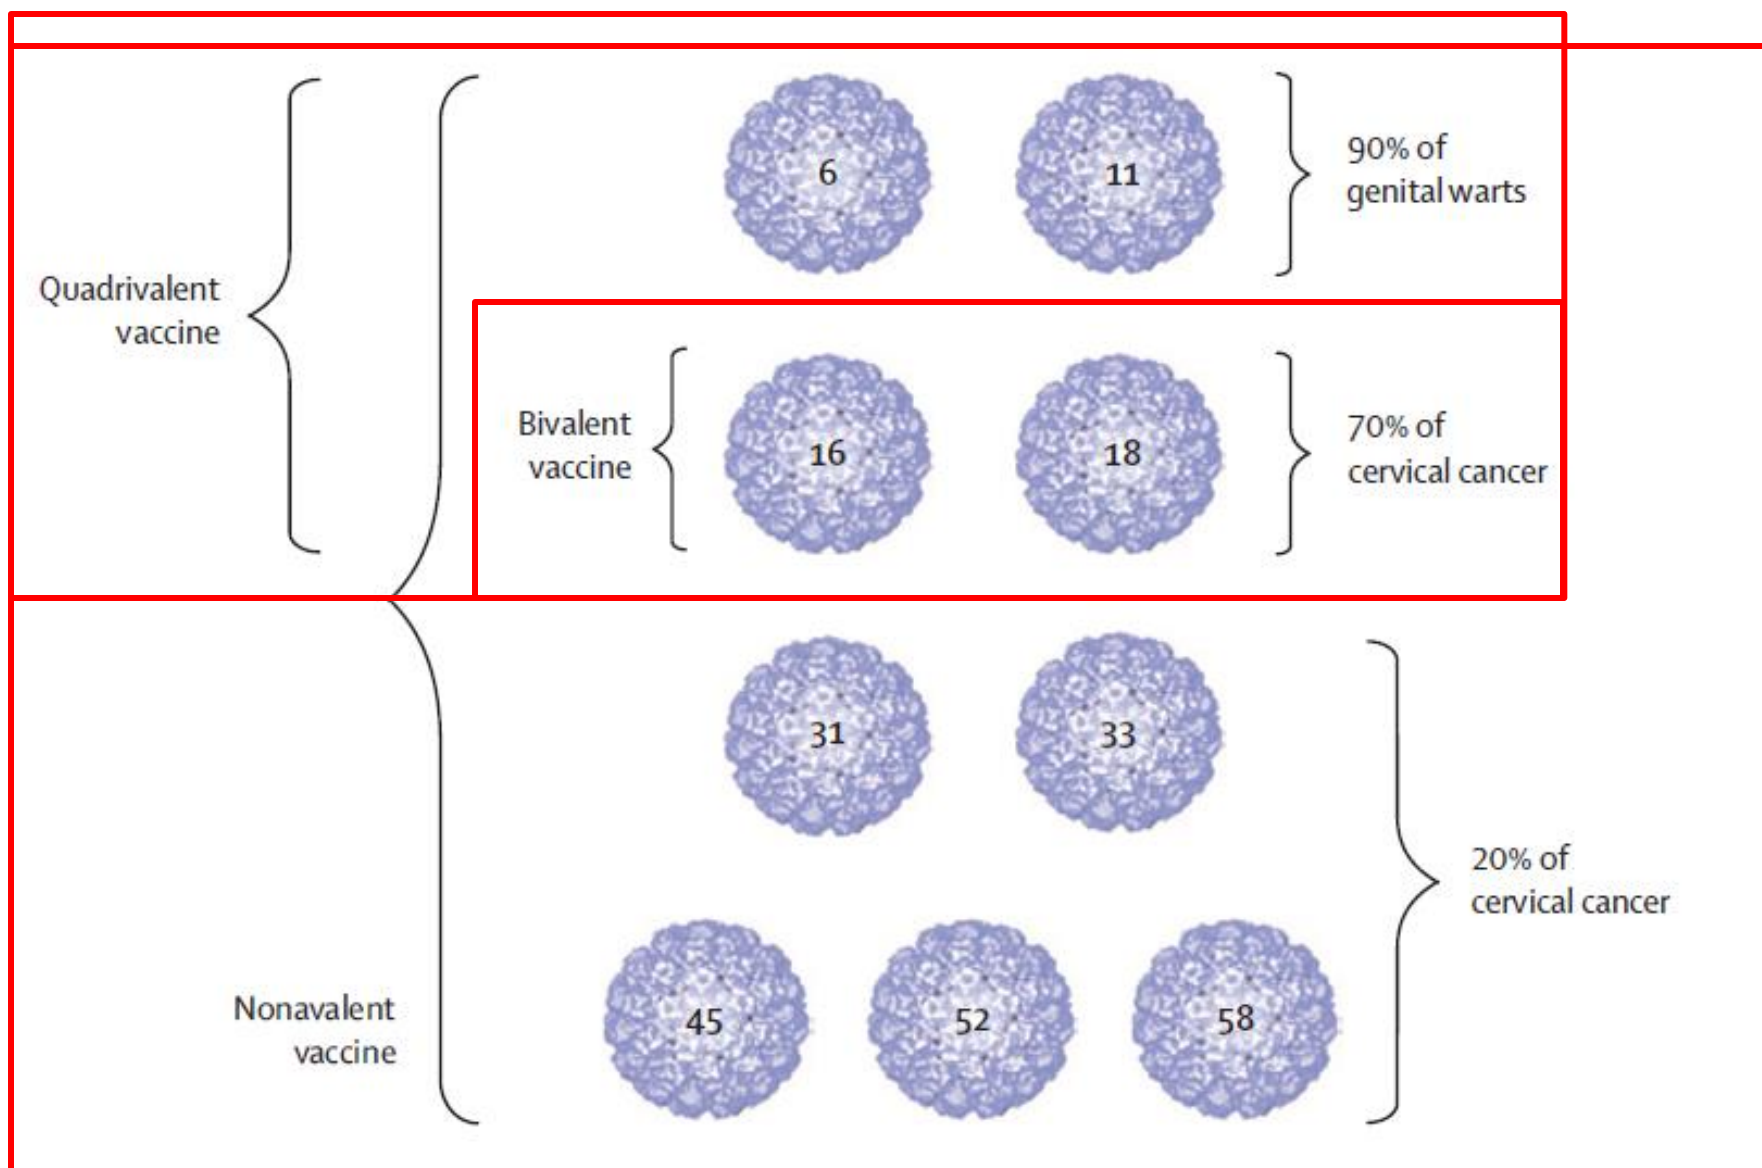 6
11
90% of
genital warts
Quadrivalent
vaccine
Bivalent
vaccine
16
18
70% of
cervical cancer
31
33
20% of
cervical cancer
Nonavalent
vaccine
45
52
58